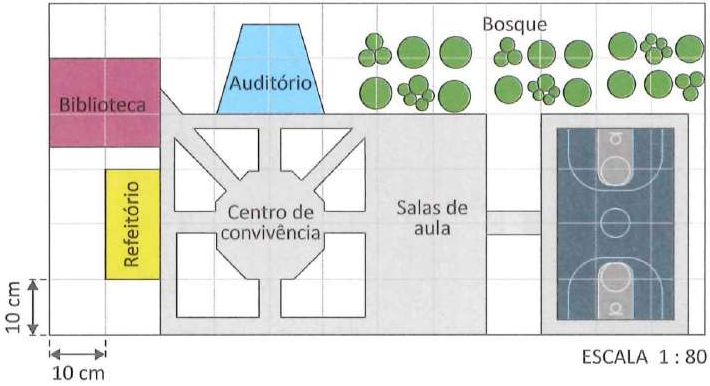 Bosque
Auditório
Biblioteca
Refeitório
Centro de
convivência
Salas de
aula
10 cm
10 cm
ESCALA 1 : 80